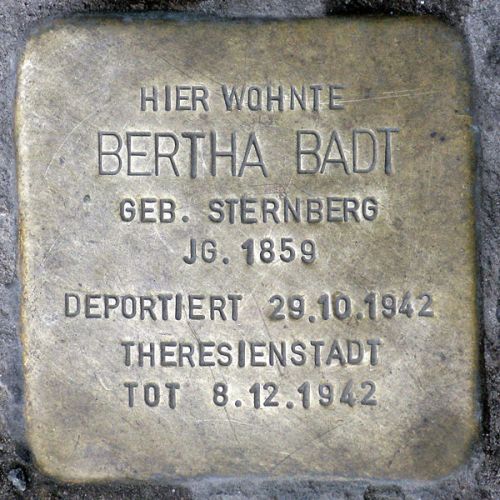 HIER WOHNTE
BERTHA BADT
GEB. STERNBERG
JG. 1859
DEPORTIERT 29.10.1942
THERESIENSTADT
TOT 8.12.1942